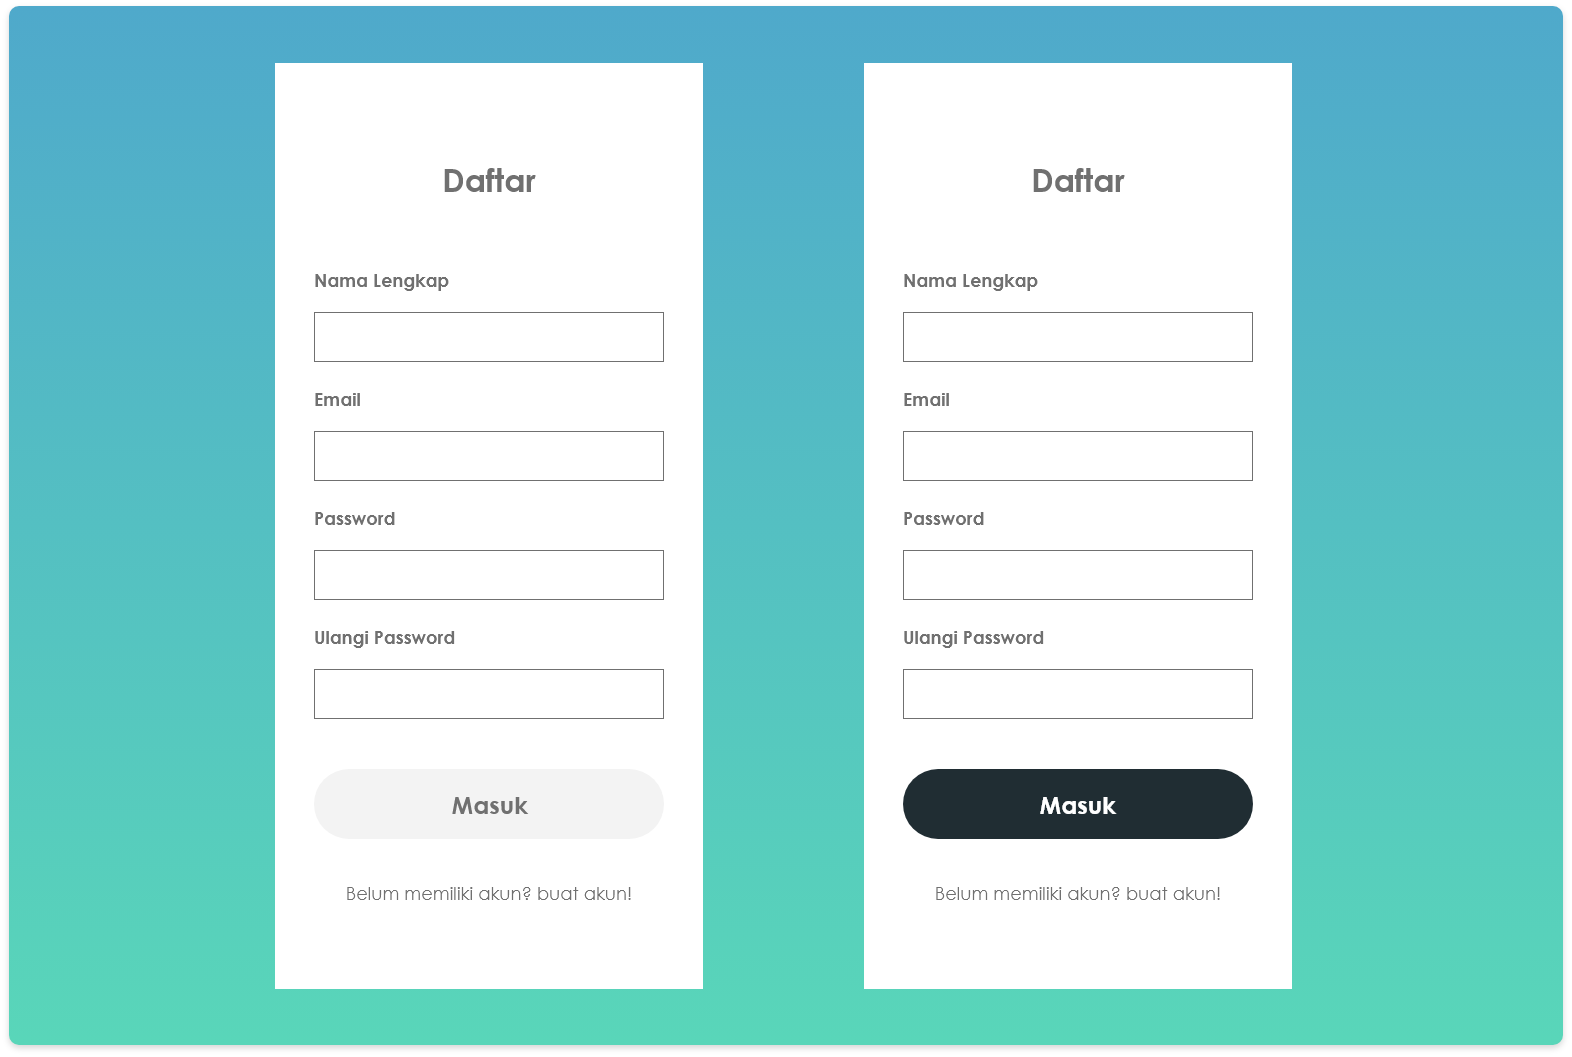 Daftar
Nama Lengkap
Email
Password
Ulangi Password
Masuk
Belum memiliki akun? buat akun!
Daftar
Nama Lengkap
Email
Password
Ulangi Password
Masuk
Belum memiliki akun? buat akun!